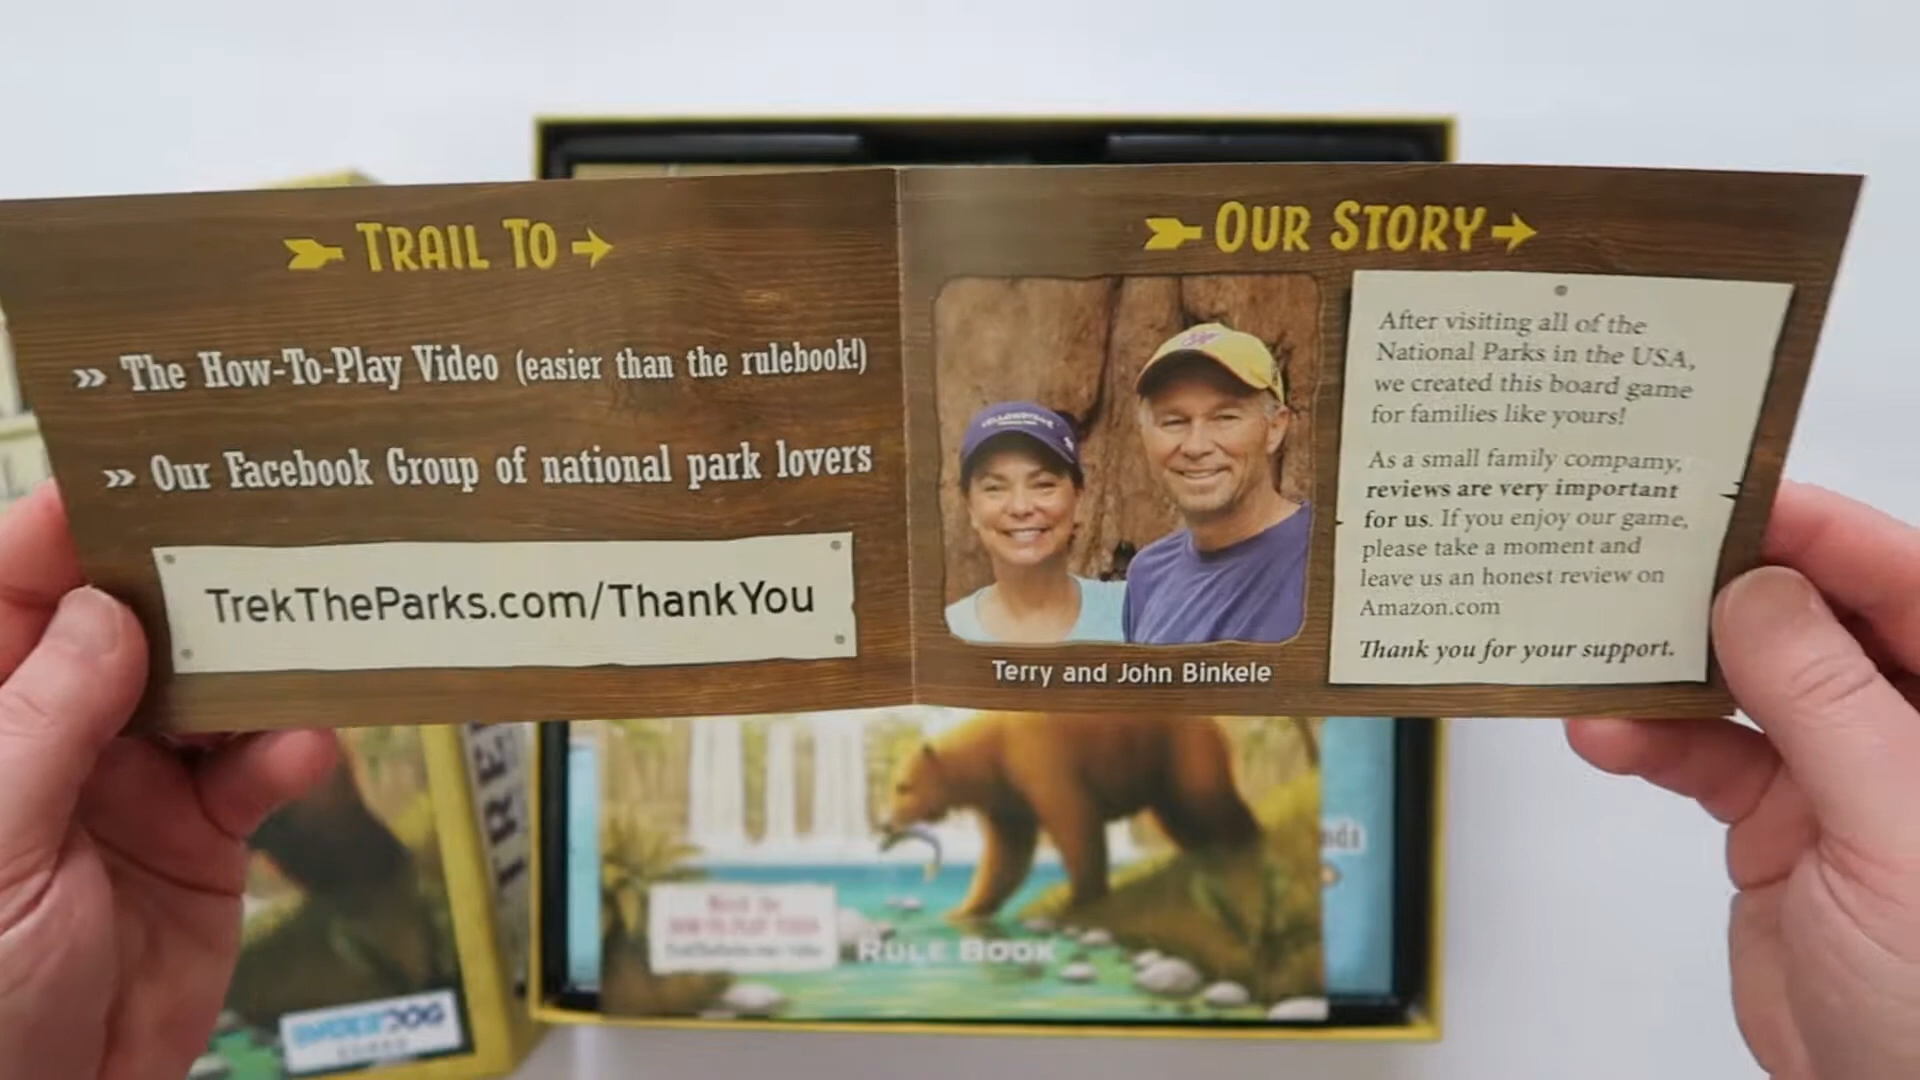 TRAIL TO
» The How-To-Play Video (easier than the rulebook!)
» Our Facebook Group of national park lovers
TrekTheParks.com/ThankYou
OUR STORY
After visiting all of the
National Parks in the USA,
we created this board game
for families like yours!
As a small family compamy,
reviews are very important
for us. If you enjoy our game,
please take a moment and
leave us an honest review on
Amazon.com
Thank you for your support.
Terry and John Binkele
TRE
RULE BOOK
UNDERDOG
GAMES